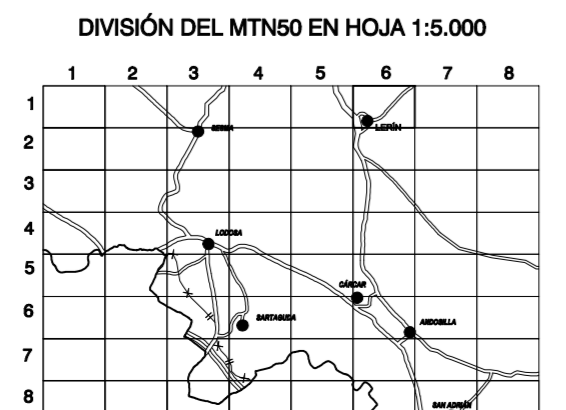 DIVISIÓN DEL MTN50 EN HOJA 1:5.000
1 2 3 4 5 6 7 8
1
LERÍN
2
3
4
LODOSA
5
CÁRCAR
6
SARTAGUDA
ANDOSILLA
7
8
SAN ADRIÁN